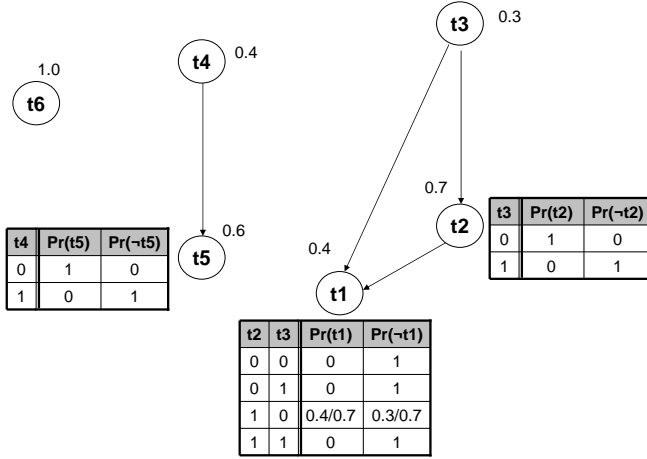 t3 0.3
t4 0.4
1.0
t6
0.7
t2
0.6
t5
0.4
t1
t4 Pr(t5) Pr(¬t5)
0 1 0
1 0 1
t3 Pr(t2) Pr(¬t2)
0 1 0
1 0 1
t2 t3 Pr(t1) Pr(¬t1)
0 0 0 1
0 1 0 1
1 0 0.4/0.7 0.3/0.7
1 1 0 1